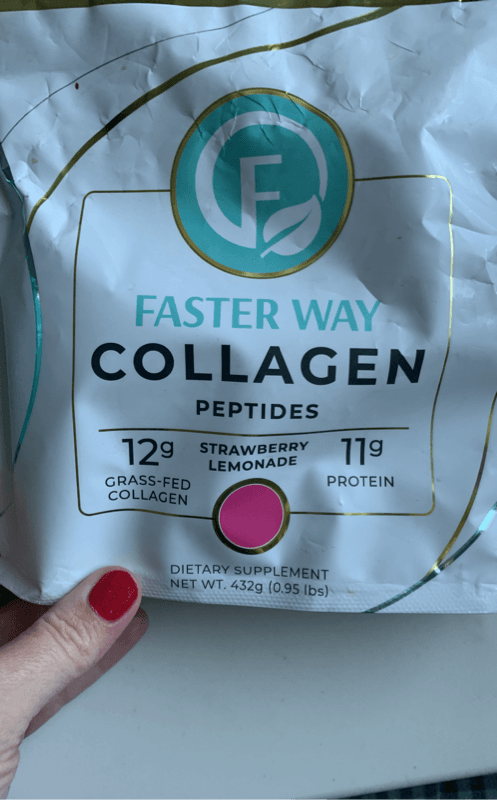 F
FASTER WAY
COLLAGEN
PEPTIDES
12g
GRASS-FED
COLLAGEN
STRAWBERRY
LEMONADE
11g
PROTEIN
DIETARY SUPPLEMENT
NET WT. 432g (0.95 lbs)